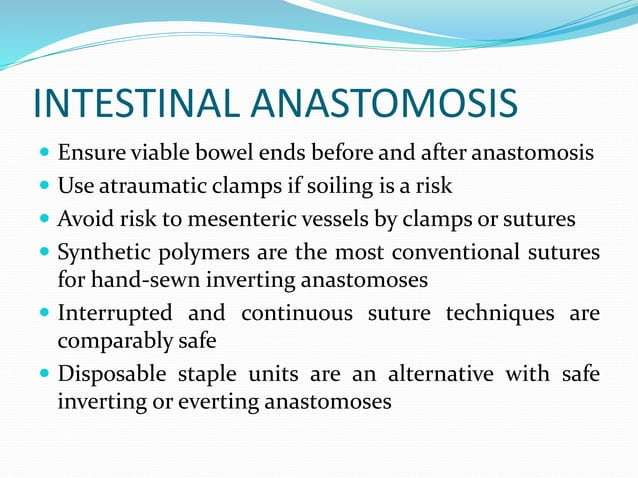 INTESTINAL ANASTOMOSIS
• Ensure viable bowel ends before and after anastomosis
• Use atraumatic clamps if soiling is a risk
• Avoid risk to mesenteric vessels by clamps or sutures
• Synthetic polymers are the most conventional sutures
for hand-sewn inverting anastomoses
• Interrupted and continuous suture techniques are
comparably safe
• Disposable staple units are an alternative with safe
inverting or everting anastomoses